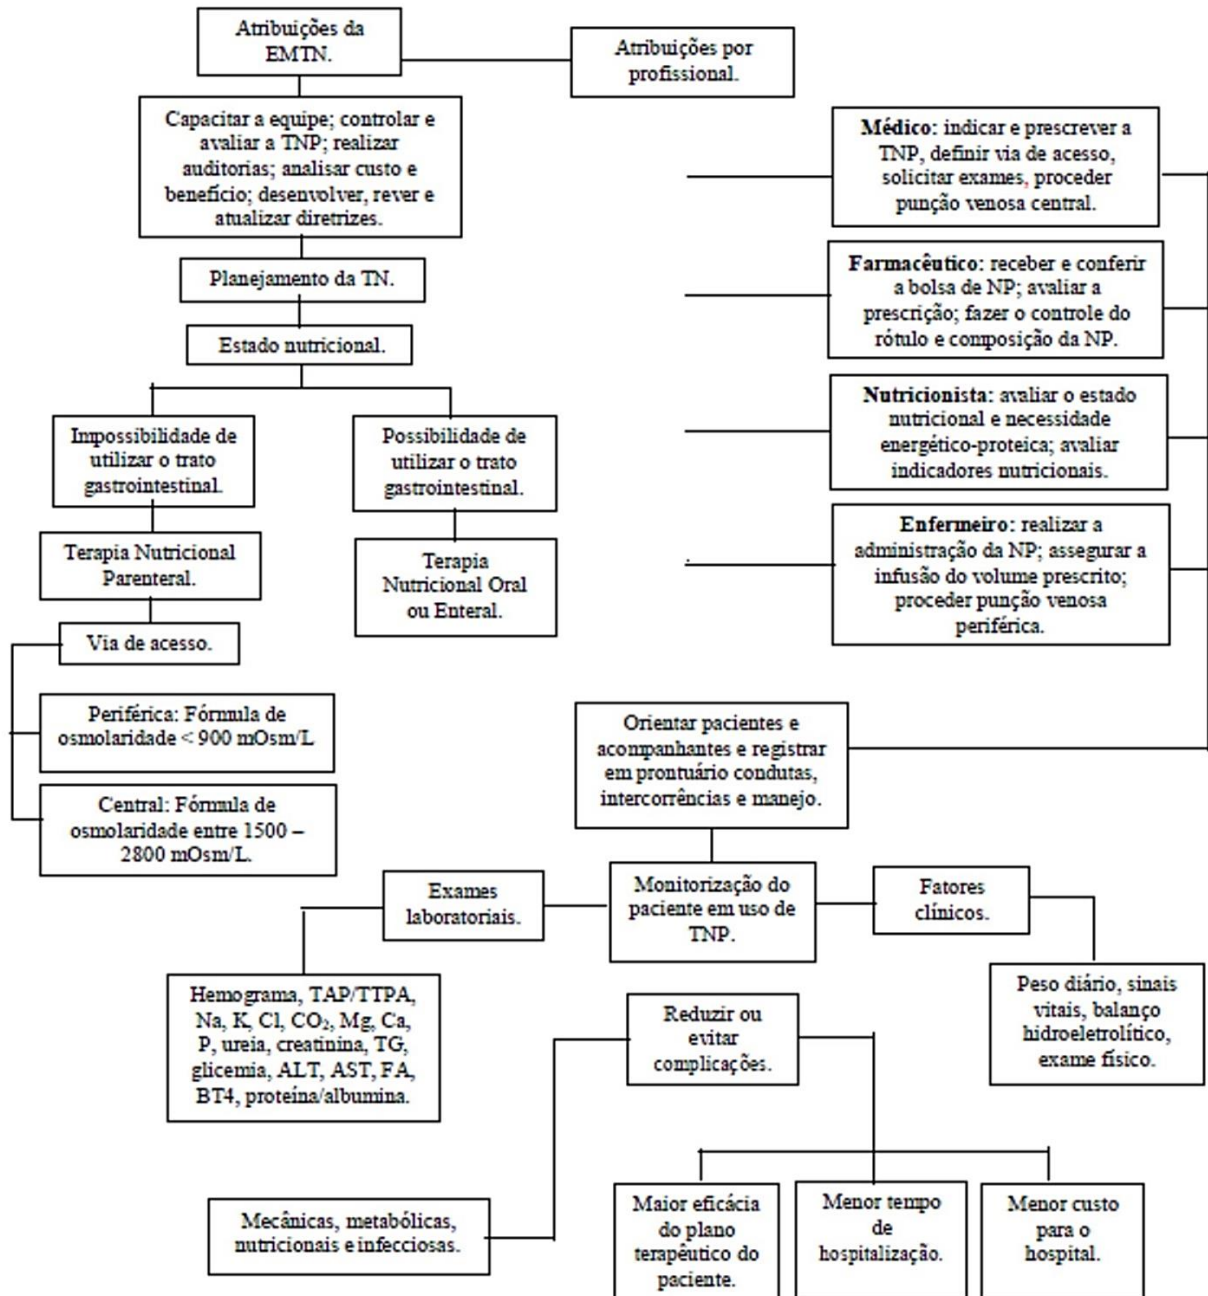 Atribuições da
EMTN.
Atribuições por
profissional.
Capacitar a equipe; controlar e
avaliar a TNP; realizar
auditorias; analisar custo e
benefício; desenvolver, rever e
atualizar diretrizes.
Planejamento da TN.
Estado nutricional.
Impossibilidade de
utilizar o trato
gastrointestinal.
Possibilidade de
utilizar o trato
gastrointestinal.
Terapia Nutricional
Parenteral.
Terapia
Nutricional Oral
ou Enteral.
Via de acesso.
Periférica: Fórmula de
osmolaridade < 900 mOsm/L
Central: Fórmula de
osmolaridade entre 1500 –
2800 mOsm/L.
Médico: indicar e prescrever a
TNP, definir via de acesso,
solicitar exames, proceder
punção venosa central.
Farmacêutico: receber e conferir
a bolsa de NP; avaliar a
prescrição; fazer o controle do
rótulo e composição da NP.
Nutricionista: avaliar o estado
nutricional e necessidade
energético-proteica; avaliar
indicadores nutricionais.
Enfermeiro: realizar a
administração da NP; assegurar a
infusão do volume prescrito;
proceder punção venosa
periférica.
Orientar pacientes e
acompanhantes e registrar
em prontuário condutas,
intercorrências e manejo.
Exames
laboratoriais.
Monitorização do
paciente em uso de
TNP.
Fatores
clínicos.
Hemograma, TAP/TTPA,
Na, K, Cl, CO₂, Mg, Ca,
P, ureia, creatinina, TG,
glicemia, ALT, AST, FA,
BT4, proteína/albumina.
Peso diário, sinais
vitais, balanço
hidroeletrolítico,
exame físico.
Reduzir ou
evitar
complicações.
Mecânicas, metabólicas,
nutricionais e infecciosas.
Maior eficácia
do plano
terapêutico do
paciente.
Menor tempo
de
hospitalização.
Menor custo
para o
hospital.